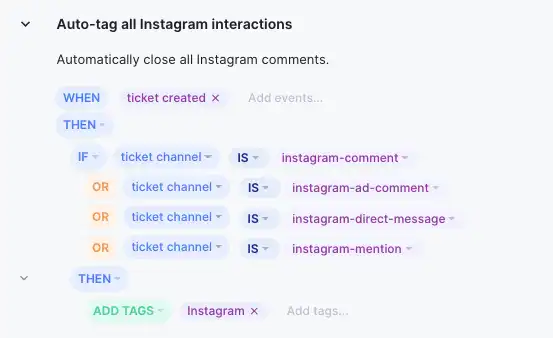 Auto-tag all Instagram interactions
Automatically close all Instagram comments.
WHEN ticket created × Add events...
THEN
IF ticket channel IS instagram-comment
OR ticket channel IS instagram-ad-comment
OR ticket channel IS instagram-direct-message
OR ticket channel IS instagram-mention
THEN
ADD TAGS Instagram × Add tags...